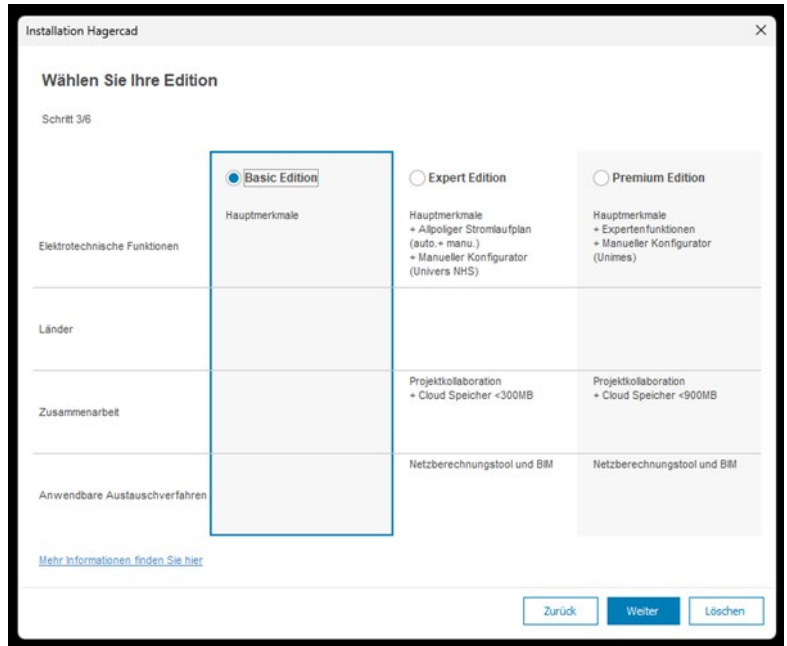 Installation Hagercad
Wählen Sie Ihre Edition
Schritt 3/6
Basic Edition
Expert Edition
Premium Edition
Elektrotechnische Funktionen
Hauptmerkmale
Hauptmerkmale
+ Allpoliger Stromlaufplan
(auto.+ manu.)
+ Manueller Konfigurator
(Univers NHS)
Hauptmerkmale
+ Expertenfunktionen
+ Manueller Konfigurator
(Unimes)
Länder
Zusammenarbeit
Projektkollaboration
+ Cloud Speicher <300MB
Projektkollaboration
+ Cloud Speicher <900MB
Anwendbare Austauschverfahren
Netzberechnungstool und BIM
Netzberechnungstool und BIM
Mehr Informationen finden Sie hier
Zurück
Weiter
Löschen